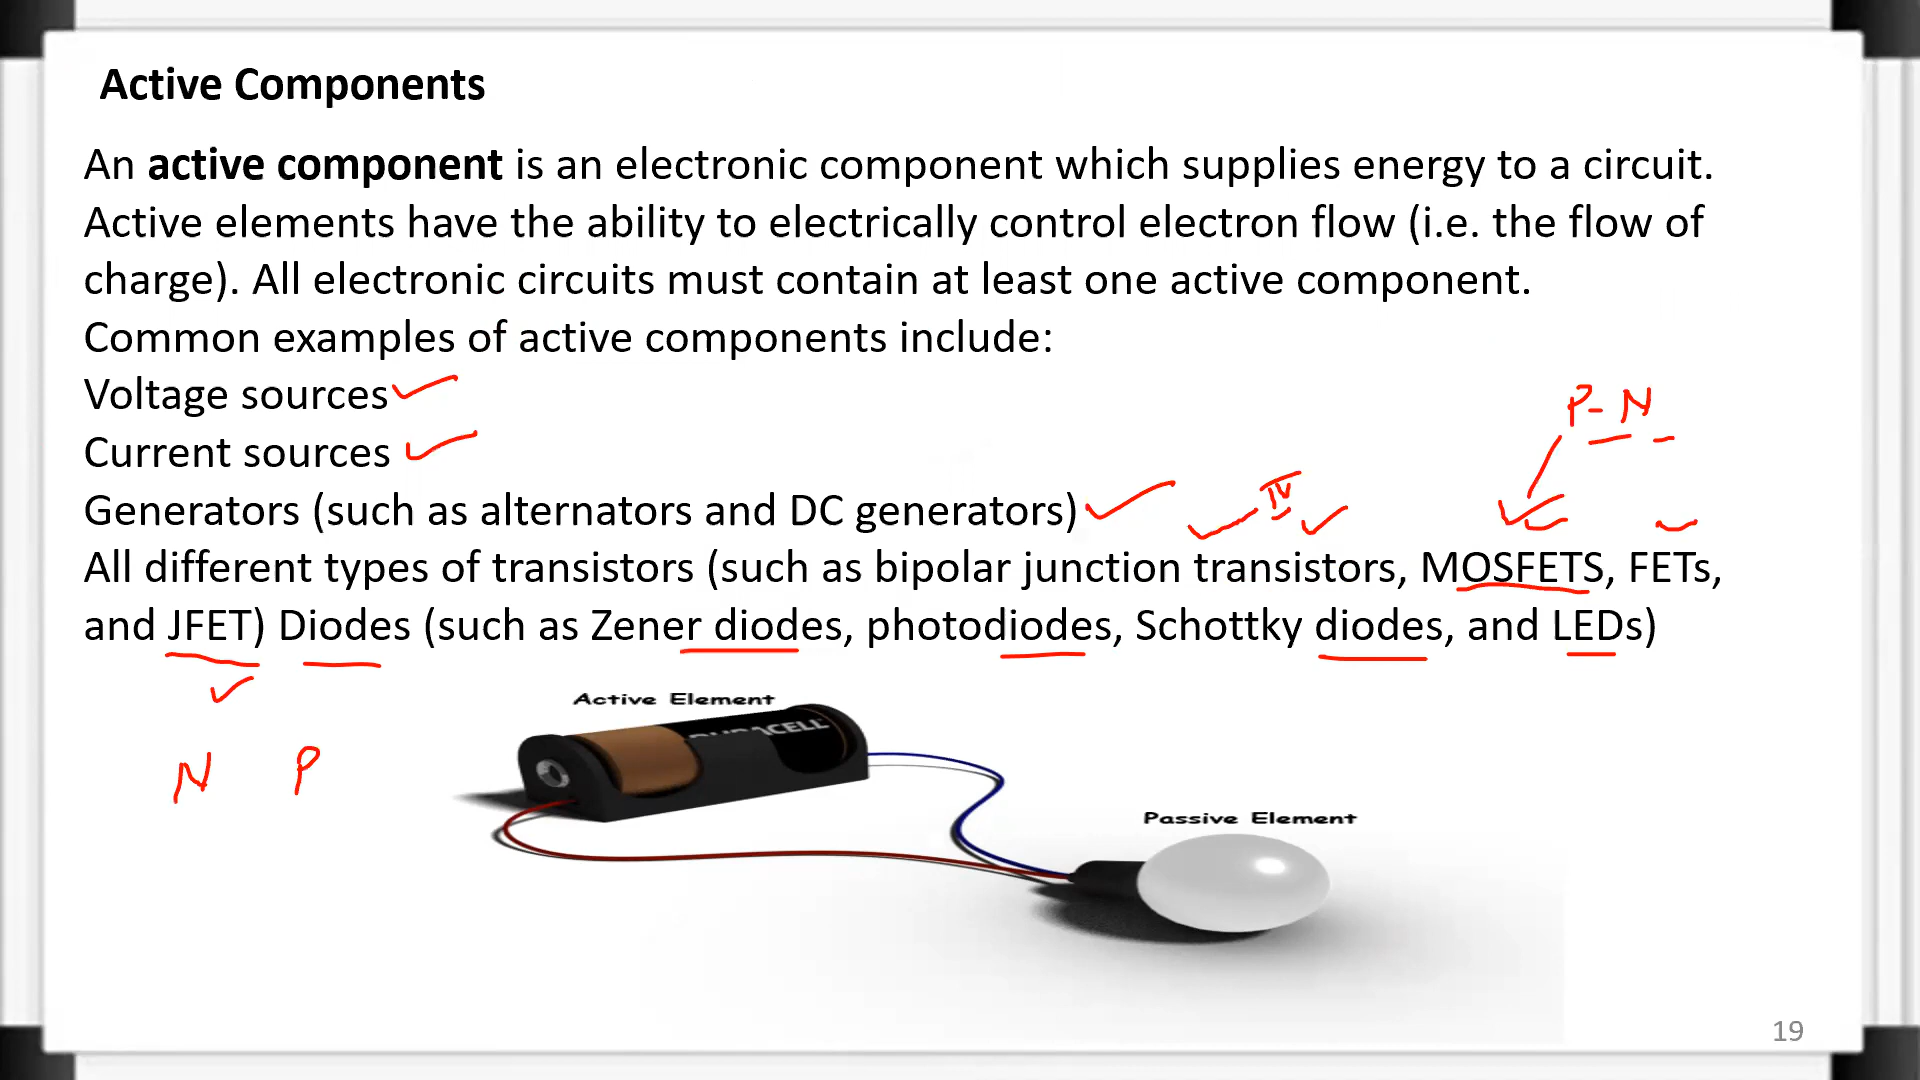 Active Components
An active component is an electronic component which supplies energy to a circuit.
Active elements have the ability to electrically control electron flow (i.e. the flow of
charge). All electronic circuits must contain at least one active component.
Common examples of active components include:
Voltage sources
P-N
Current sources
Generators (such as alternators and DC generators)
IV
All different types of transistors (such as bipolar junction transistors, MOSFETS, FETs,
and JFET) Diodes (such as Zener diodes, photodiodes, Schottky diodes, and LEDs)
Active Element
DURACELL
N P
Passive Element
19